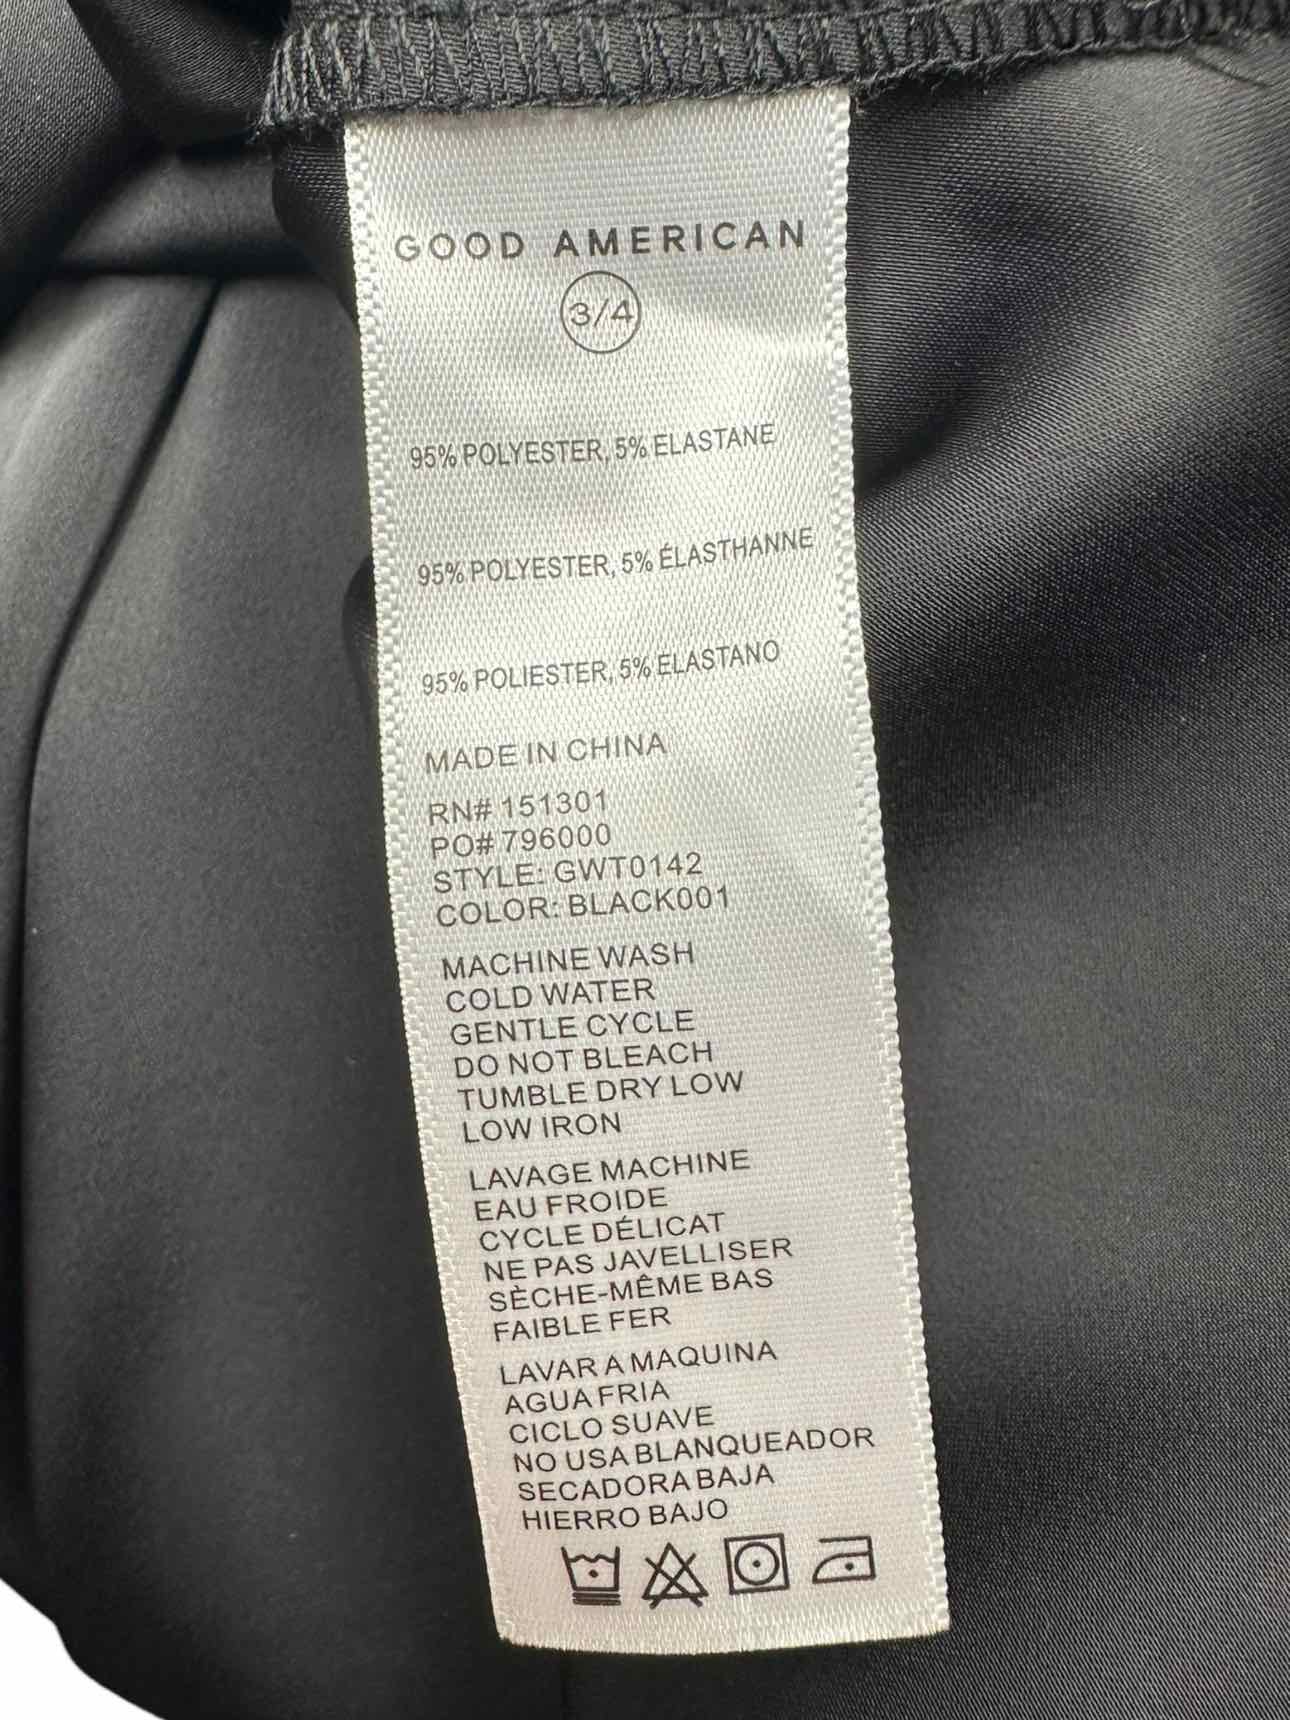 GOOD AMERICAN
3/4
95% POLYESTER, 5% ELASTANE
95% POLYESTER, 5% ÉLASTHANNE
95% POLIESTER, 5% ELASTANO
MADE IN CHINA
RN# 151301
PO# 796000
STYLE: GWT0142
COLOR: BLACK001
MACHINE WASH
COLD WATER
GENTLE CYCLE
DO NOT BLEACH
TUMBLE DRY LOW
LOW IRON
LAVAGE MACHINE
EAU FROIDE
CYCLE DÉLICAT
NE PAS JAVELLISER
SÈCHE-MÊME BAS
FAIBLE FER
LAVAR A MAQUINA
AGUA FRIA
CICLO SUAVE
NO USA BLANQUEADOR
SECADORA BAJA
HIERRO BAJO